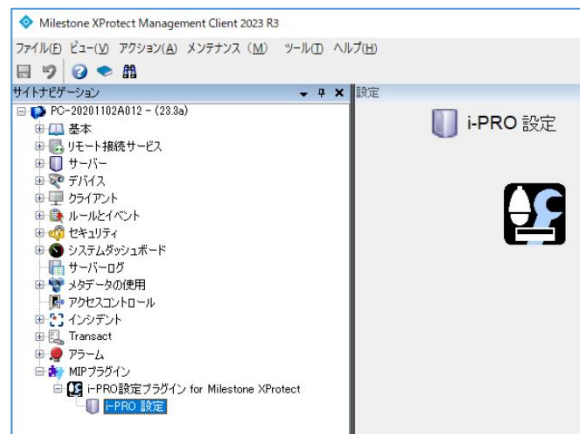 Milestone XProtect Management Client 2023 R3
ファイル(F) ビュー(V) アクション(A) メンテナンス (M) ツール(T) ヘルプ(H)
サイトナビゲーション
設定
PC-20201102A012 - (23.3a)
i-PRO 設定
基本
リモート接続サービス
サーバー
デバイス
クライアント
ルールとイベント
セキュリティ
システムダッシュボード
サーバーログ
メタデータの使用
アクセスコントロール
インシデント
Transact
アラーム
MIPプラグイン
i-PRO設定プラグイン for Milestone XProtect
i-PRO 設定